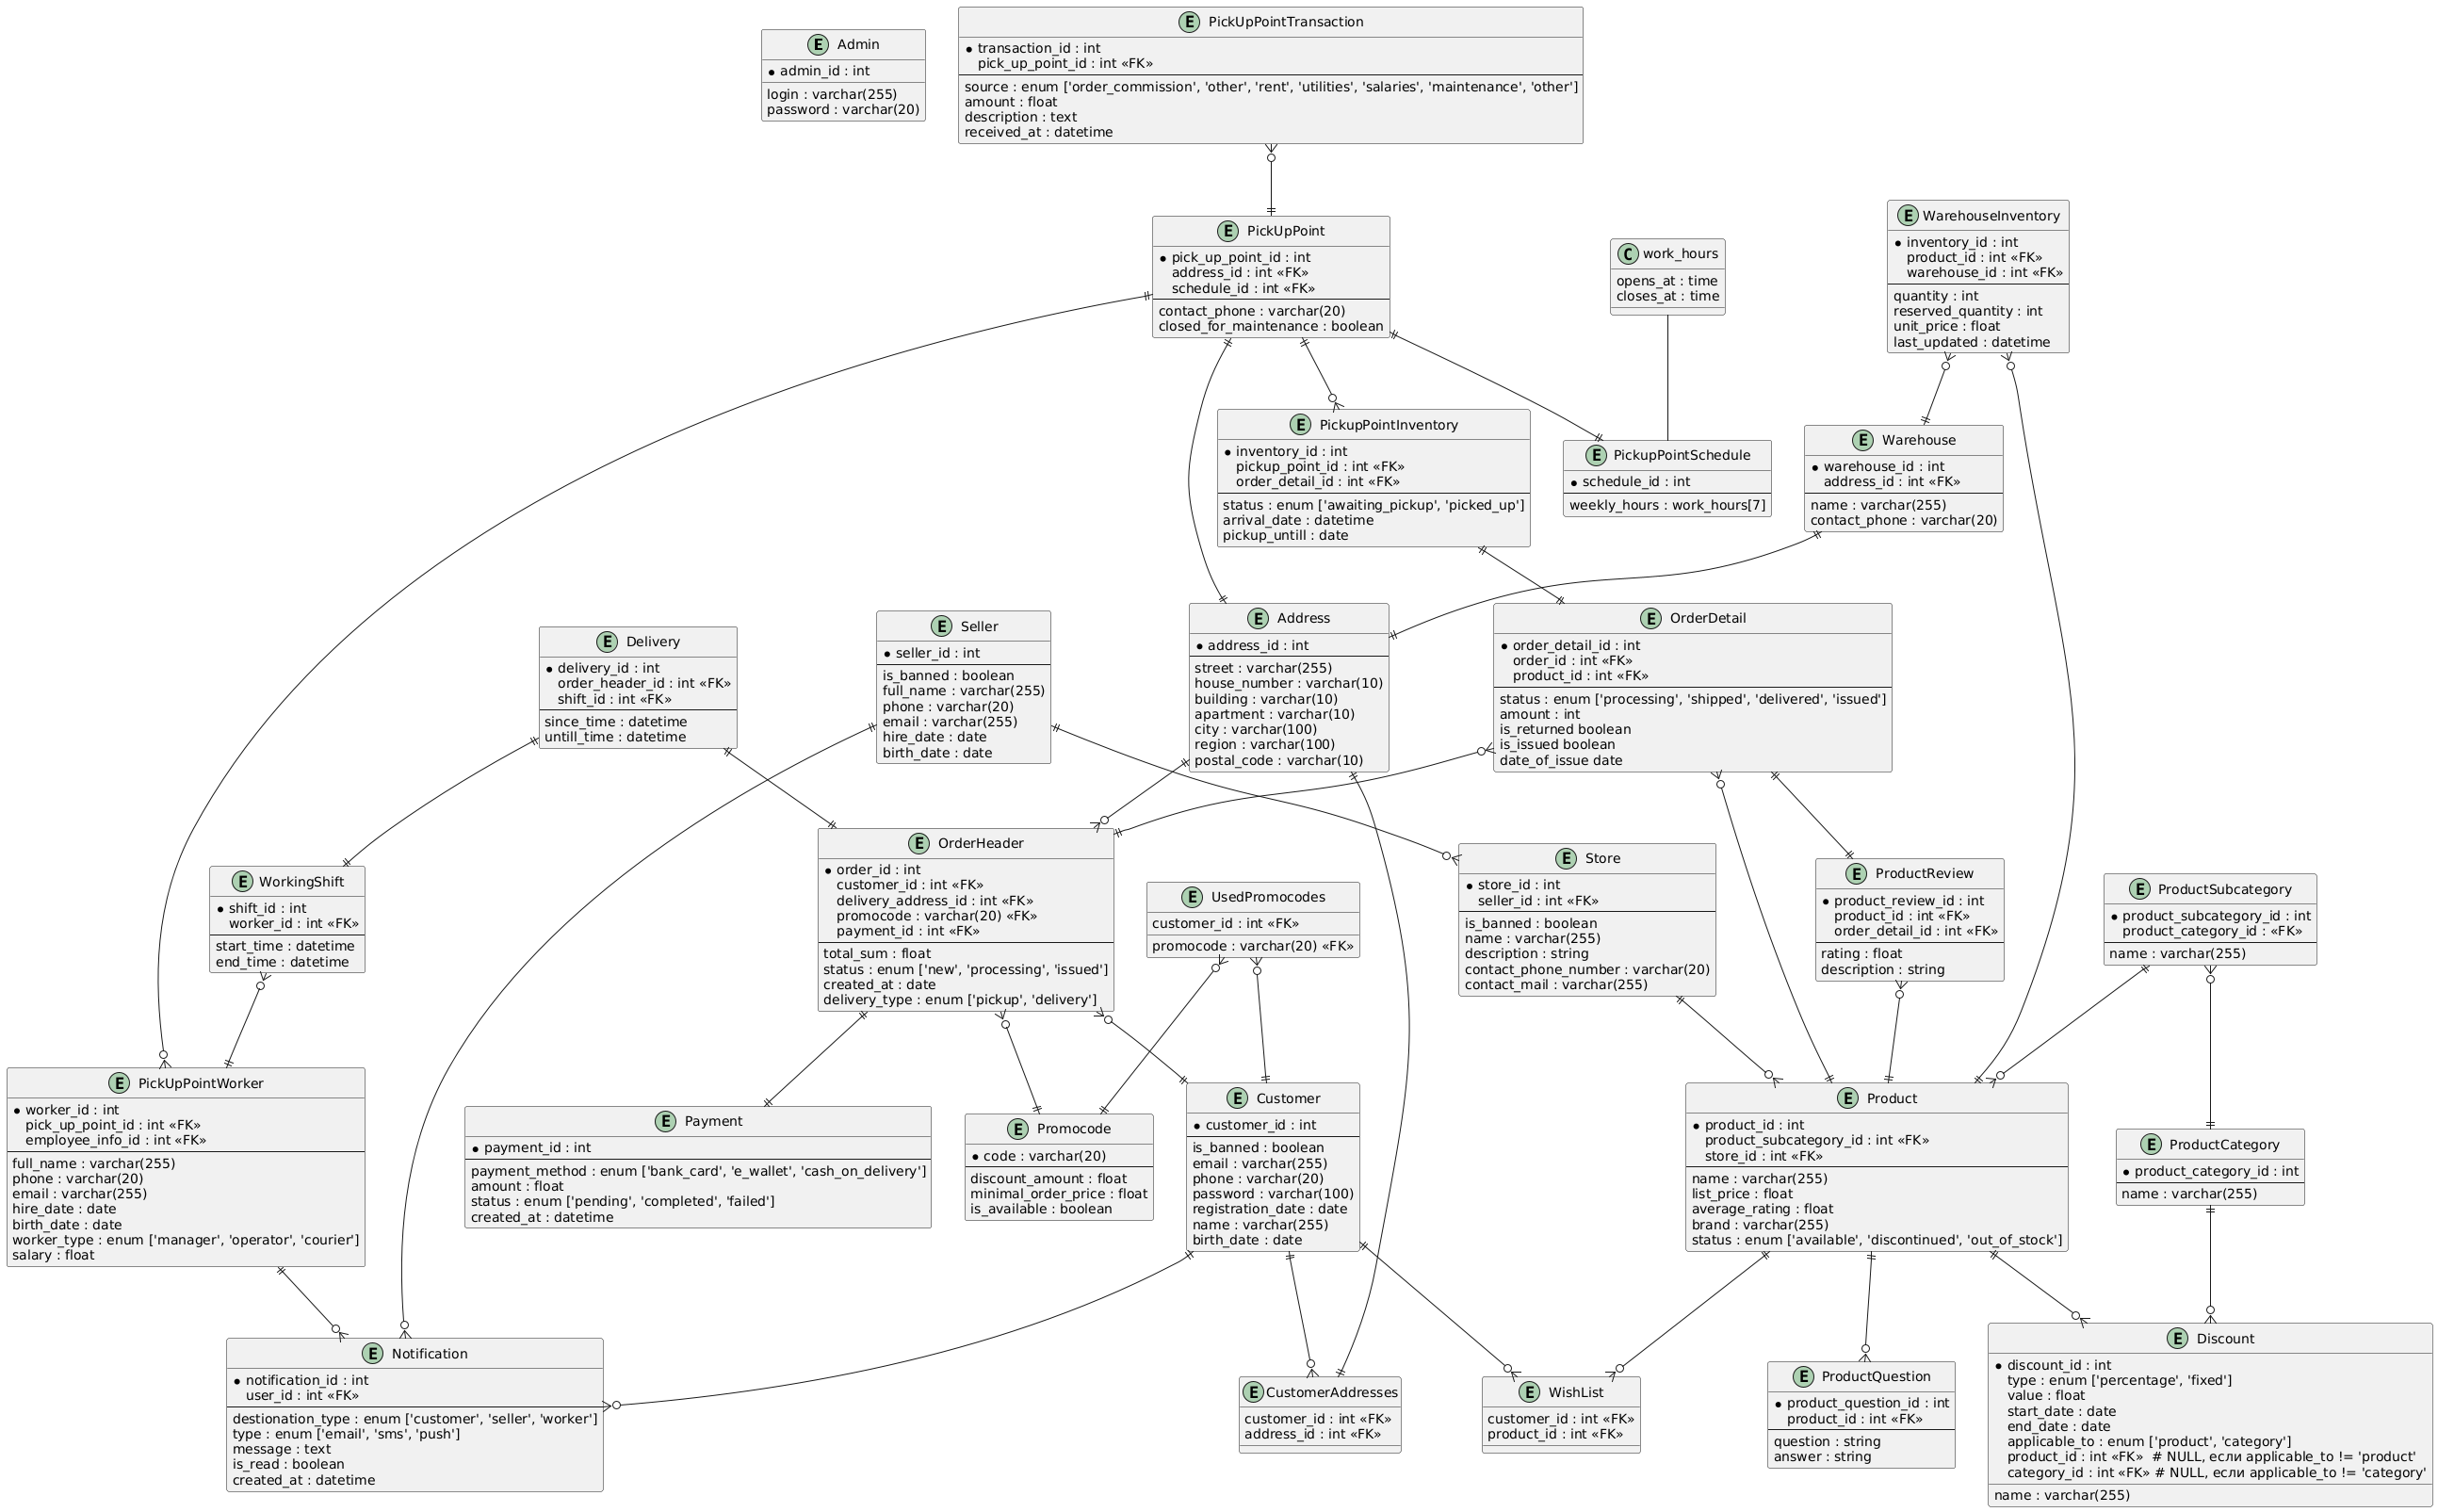 Admin
admin_id : int
login : varchar(255)
password : varchar(20)
PickUpPointTransaction
transaction_id : int
pick_up_point_id : int «FK»
source : enum ['order_commission', 'other', 'rent', 'utilities', 'salaries', 'maintenance', 'other']
amount : float
description : text
received_at : datetime
PickUpPoint
pick_up_point_id : int
address_id : int «FK»
schedule_id : int «FK»
contact_phone : varchar(20)
closed_for_maintenance : boolean
work_hours
opens_at : time
closes_at : time
WarehouseInventory
inventory_id : int
product_id : int «FK»
warehouse_id : int «FK»
quantity : int
reserved_quantity : int
unit_price : float
last_updated : datetime
PickupPointInventory
inventory_id : int
pickup_point_id : int «FK»
order_detail_id : int «FK»
status : enum ['awaiting_pickup', 'picked_up']
arrival_date : datetime
pickup_untill : date
PickupPointSchedule
schedule_id : int
weekly_hours : work_hours[7]
Warehouse
warehouse_id : int
address_id : int «FK»
name : varchar(255)
contact_phone : varchar(20)
Delivery
delivery_id : int
order_header_id : int «FK»
shift_id : int «FK»
since_time : datetime
untill_time : datetime
Seller
seller_id : int
is_banned : boolean
full_name : varchar(255)
phone : varchar(20)
email : varchar(255)
hire_date : date
birth_date : date
Address
address_id : int
street : varchar(255)
house_number : varchar(10)
building : varchar(10)
apartment : varchar(10)
city : varchar(100)
region : varchar(100)
postal_code : varchar(10)
OrderDetail
order_detail_id : int
order_id : int «FK»
product_id : int «FK»
status : enum ['processing', 'shipped', 'delivered', 'issued']
amount : int
is_returned boolean
is_issued boolean
date_of_issue date
WorkingShift
shift_id : int
worker_id : int «FK»
start_time : datetime
end_time : datetime
OrderHeader
order_id : int
customer_id : int «FK»
delivery_address_id : int «FK»
promocode : varchar(20) «FK»
payment_id : int «FK»
total_sum : float
status : enum ['new', 'processing', 'issued']
created_at : date
delivery_type : enum ['pickup', 'delivery']
UsedPromocodes
customer_id : int «FK»
promocode : varchar(20) «FK»
Store
store_id : int
seller_id : int «FK»
is_banned : boolean
name : varchar(255)
description : string
contact_phone_number : varchar(20)
contact_mail : varchar(255)
ProductReview
product_review_id : int
product_id : int «FK»
order_detail_id : int «FK»
rating : float
description : string
ProductSubcategory
product_subcategory_id : int
product_category_id : «FK»
name : varchar(255)
PickUpPointWorker
worker_id : int
pick_up_point_id : int «FK»
employee_info_id : int «FK»
full_name : varchar(255)
phone : varchar(20)
email : varchar(255)
hire_date : date
birth_date : date
worker_type : enum ['manager', 'operator', 'courier']
salary : float
Payment
payment_id : int
payment_method : enum ['bank_card', 'e_wallet', 'cash_on_delivery']
amount : float
status : enum ['pending', 'completed', 'failed']
created_at : datetime
Promocode
code : varchar(20)
discount_amount : float
minimal_order_price : float
is_available : boolean
Customer
customer_id : int
is_banned : boolean
email : varchar(255)
phone : varchar(20)
password : varchar(100)
registration_date : date
name : varchar(255)
birth_date : date
Product
product_id : int
product_subcategory_id : int «FK»
store_id : int «FK»
name : varchar(255)
list_price : float
average_rating : float
brand : varchar(255)
status : enum ['available', 'discontinued', 'out_of_stock']
ProductCategory
product_category_id : int
name : varchar(255)
Notification
notification_id : int
user_id : int «FK»
destionation_type : enum ['customer', 'seller', 'worker']
type : enum ['email', 'sms', 'push']
message : text
is_read : boolean
created_at : datetime
CustomerAddresses
customer_id : int «FK»
address_id : int «FK»
WishList
customer_id : int «FK»
product_id : int «FK»
ProductQuestion
product_question_id : int
product_id : int «FK»
question : string
answer : string
Discount
discount_id : int
type : enum ['percentage', 'fixed']
value : float
start_date : date
end_date : date
applicable_to : enum ['product', 'category']
product_id : int «FK» # NULL, если applicable_to != 'product'
category_id : int «FK» # NULL, если applicable_to != 'category'
name : varchar(255)